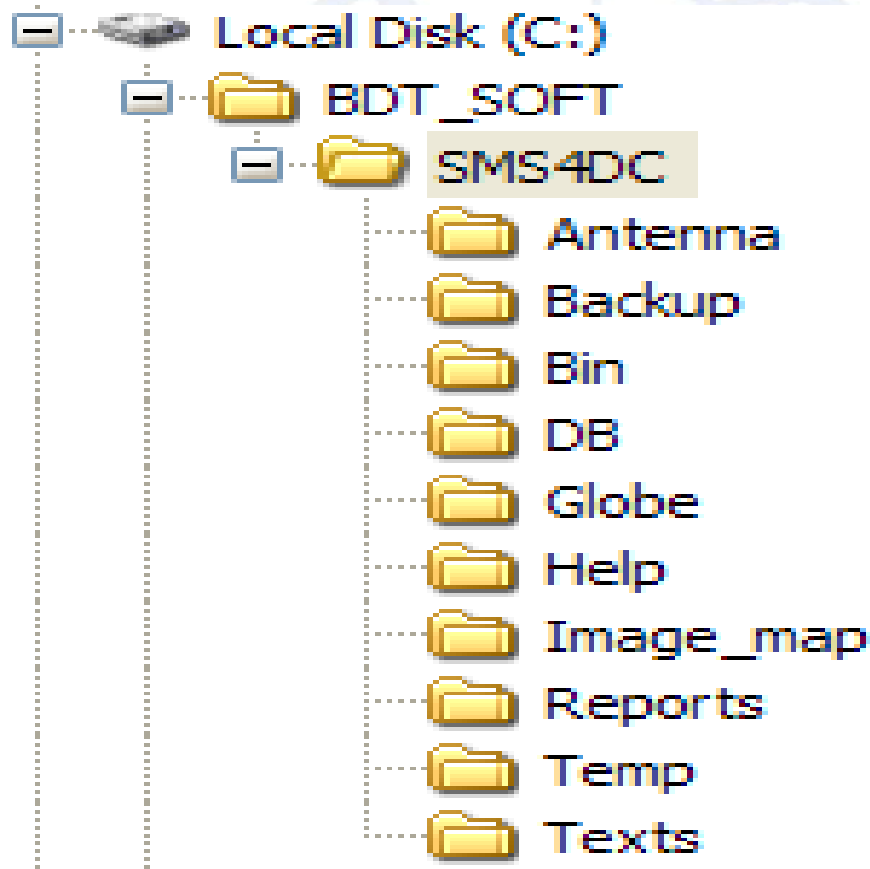 Local Disk (C:)
BDT_SOFT
SMS4DC
Antenna
Backup
Bin
DB
Globe
Help
Image_map
Reports
Temp
Texts